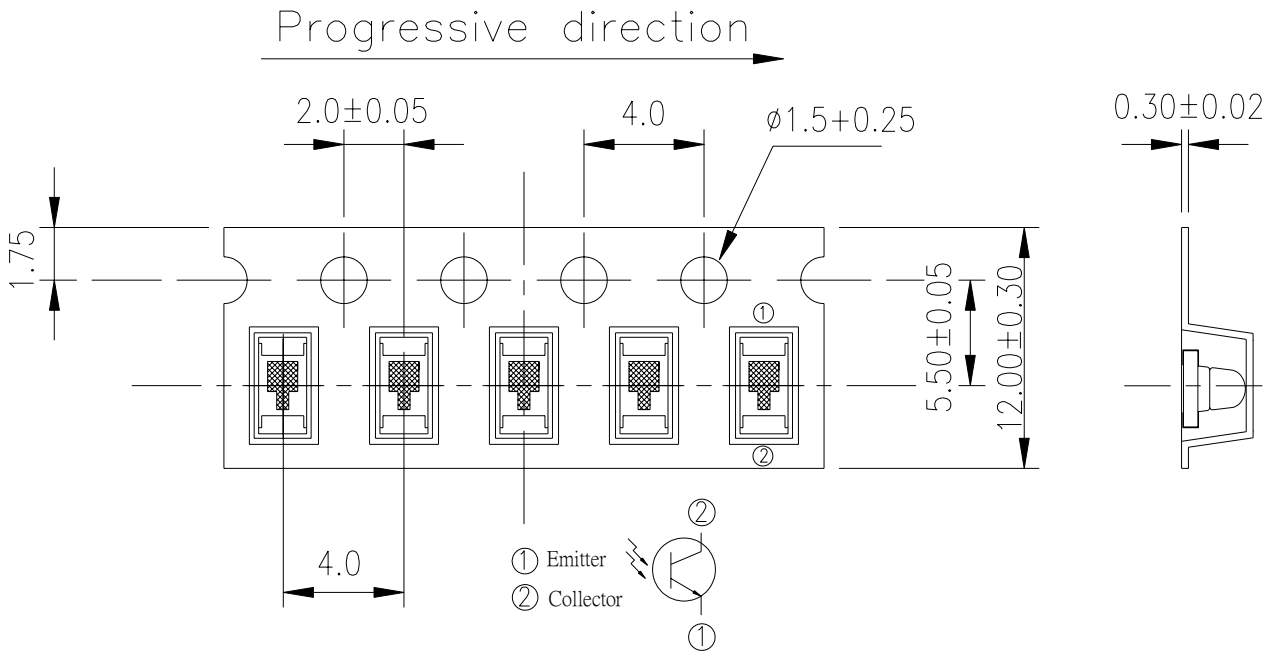 Progressive direction
2.0±0.05
4.0
ø1.5+0.25
0.30±0.02
1.75
①
5.50±0.05
12.00±0.30
②
4.0
① Emitter
② Collector
②
①